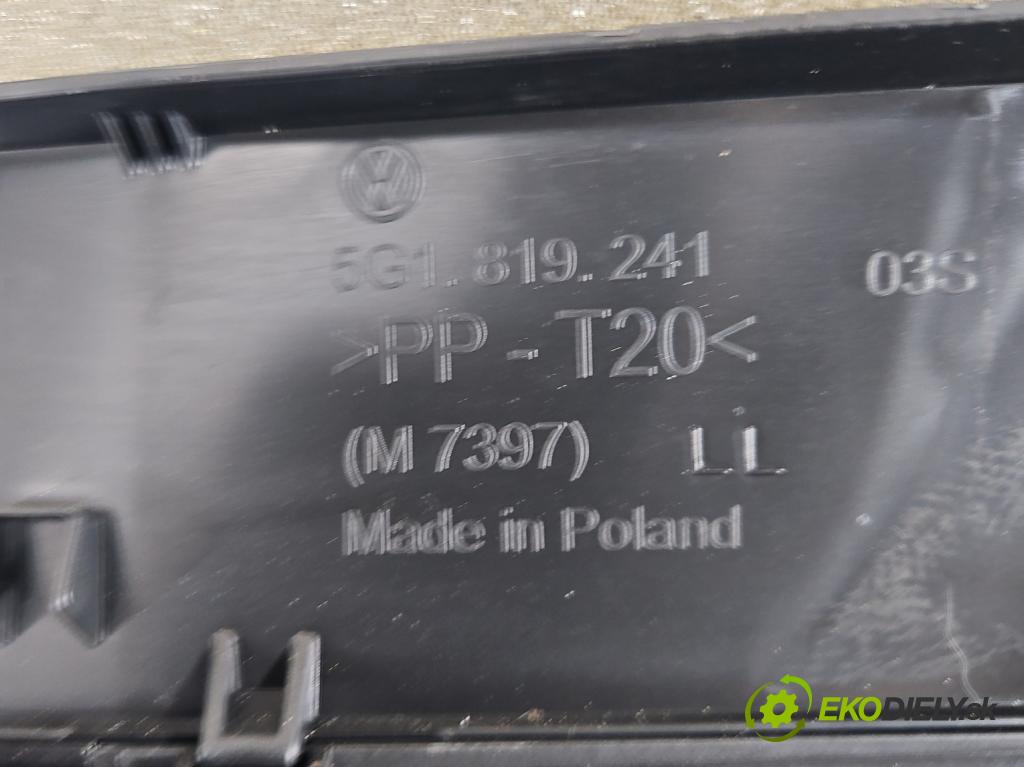 5G1.819.241
03S
>PP-T20<
(M 7397) LL
Made in Poland
EKODIELY.sk